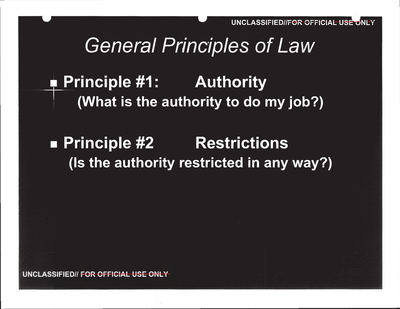 UNCLASSIFIED//FOR OFFICIAL USE ONLY
General Principles of Law
Principle #1: Authority
(What is the authority to do my job?)
Principle #2 Restrictions
(Is the authority restricted in any way?)
UNCLASSIFIED// FOR OFFICIAL USE ONLY